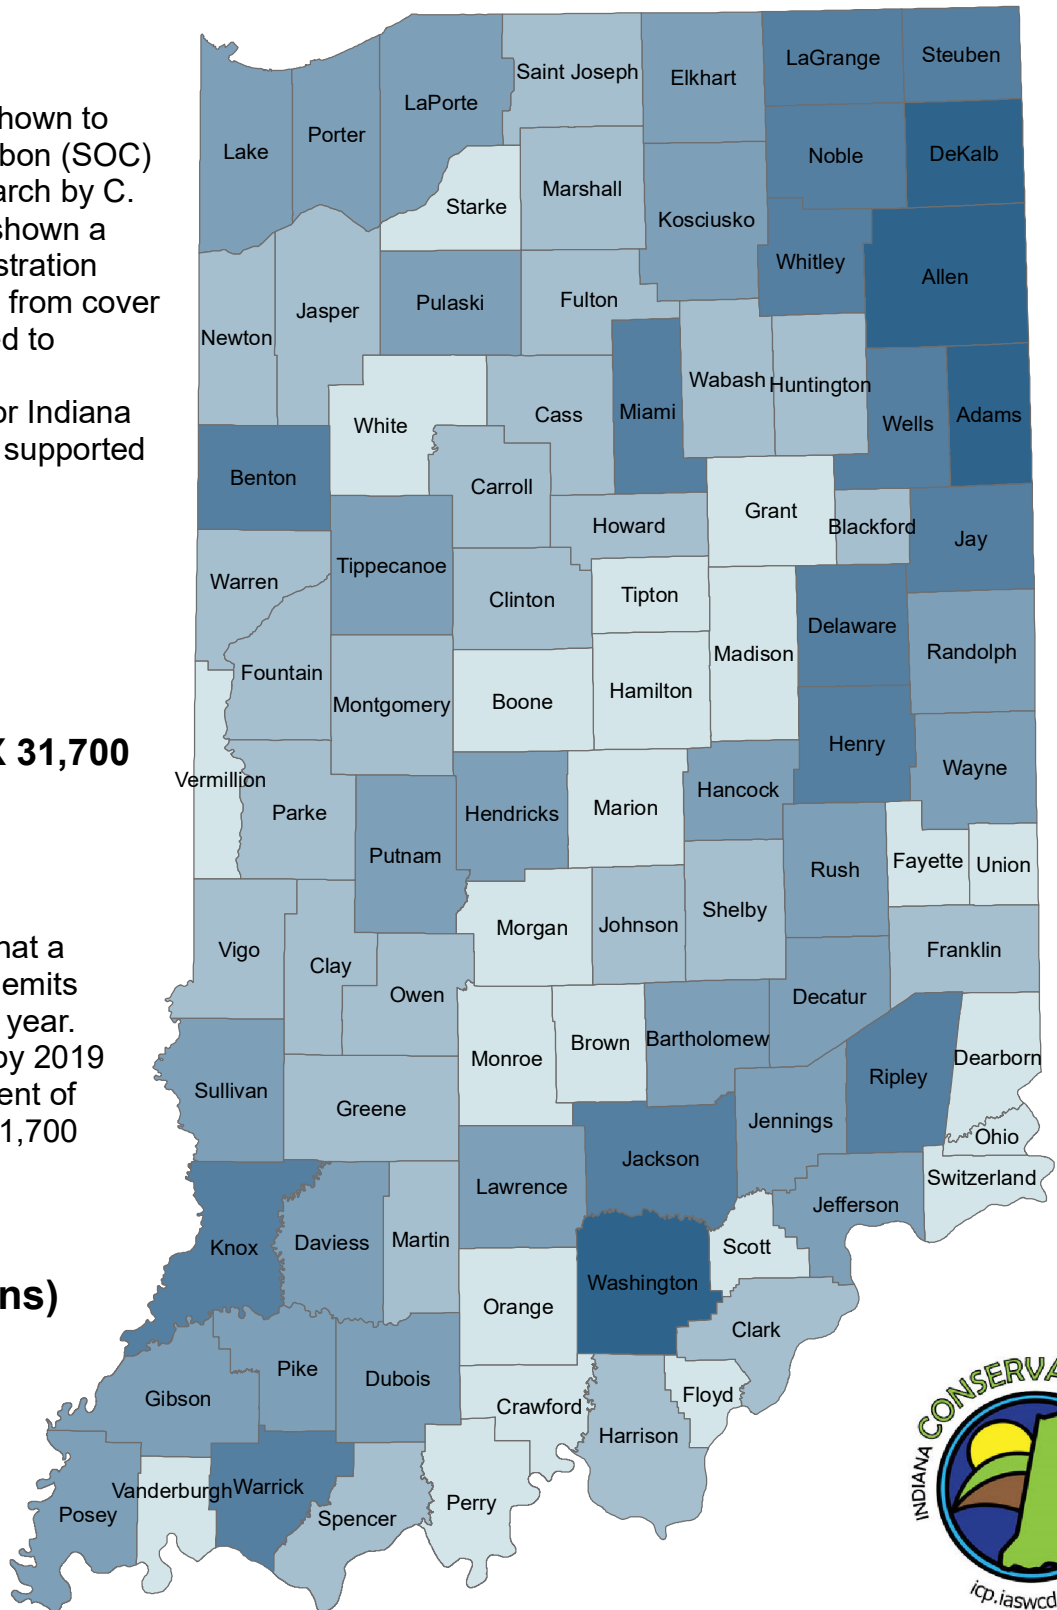 hown to
bon (SOC)
arch by C.
shown a
stration
from cover
ed to
or Indiana
supported
X 31,700
hat a
emits
year.
by 2019
ent of
1,700
ns)
Saint Joseph
LaGrange
Steuben
Elkhart
LaPorte
Porter
Lake
Noble
DeKalb
Marshall
Starke
Kosciusko
Whitley
Allen
Fulton
Pulaski
Jasper
Newton
Wabash
Huntington
Miami
Cass
White
Wells
Adams
Benton
Carroll
Grant
Howard
Blackford
Jay
Tippecanoe
Warren
Clinton
Tipton
Delaware
Madison
Randolph
Fountain
Hamilton
Boone
Montgomery
Henry
Wayne
Vermillion
Hancock
Marion
Hendricks
Parke
Putnam
Rush
Fayette
Union
Shelby
Johnson
Morgan
Vigo
Clay
Franklin
Owen
Decatur
Bartholomew
Brown
Monroe
Dearborn
Ripley
Sullivan
Greene
Jennings
Ohio
Jackson
Switzerland
Lawrence
Jefferson
Martin
Daviess
Knox
Scott
Washington
Orange
Clark
Pike
Dubois
Gibson
Floyd
Crawford
Harrison
Vanderburgh
Warrick
Perry
Posey
Spencer
INDIANA CONSERVA
icp.iaswcd